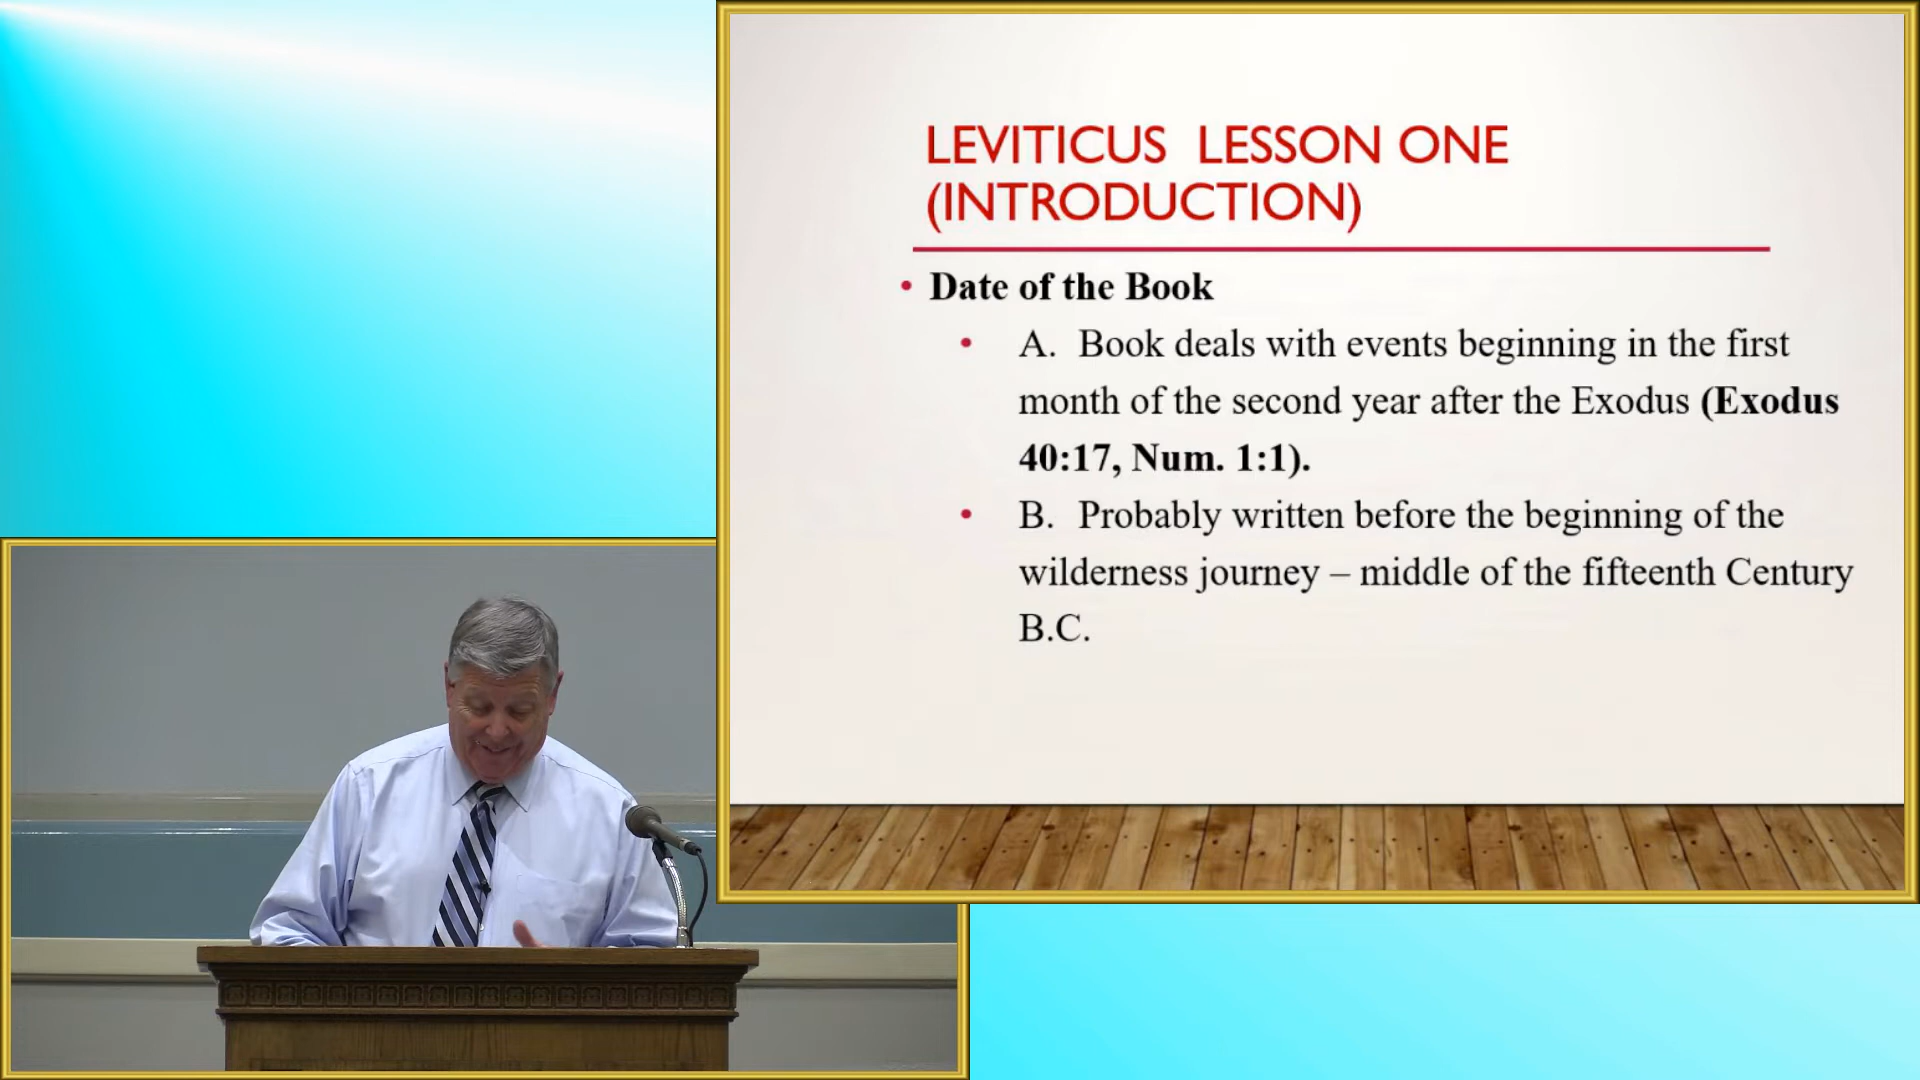 LEVITICUS LESSON ONE
(INTRODUCTION)
• Date of the Book
• A. Book deals with events beginning in the first
month of the second year after the Exodus (Exodus
40:17, Num. 1:1).
• B. Probably written before the beginning of the
wilderness journey – middle of the fifteenth Century
B.C.